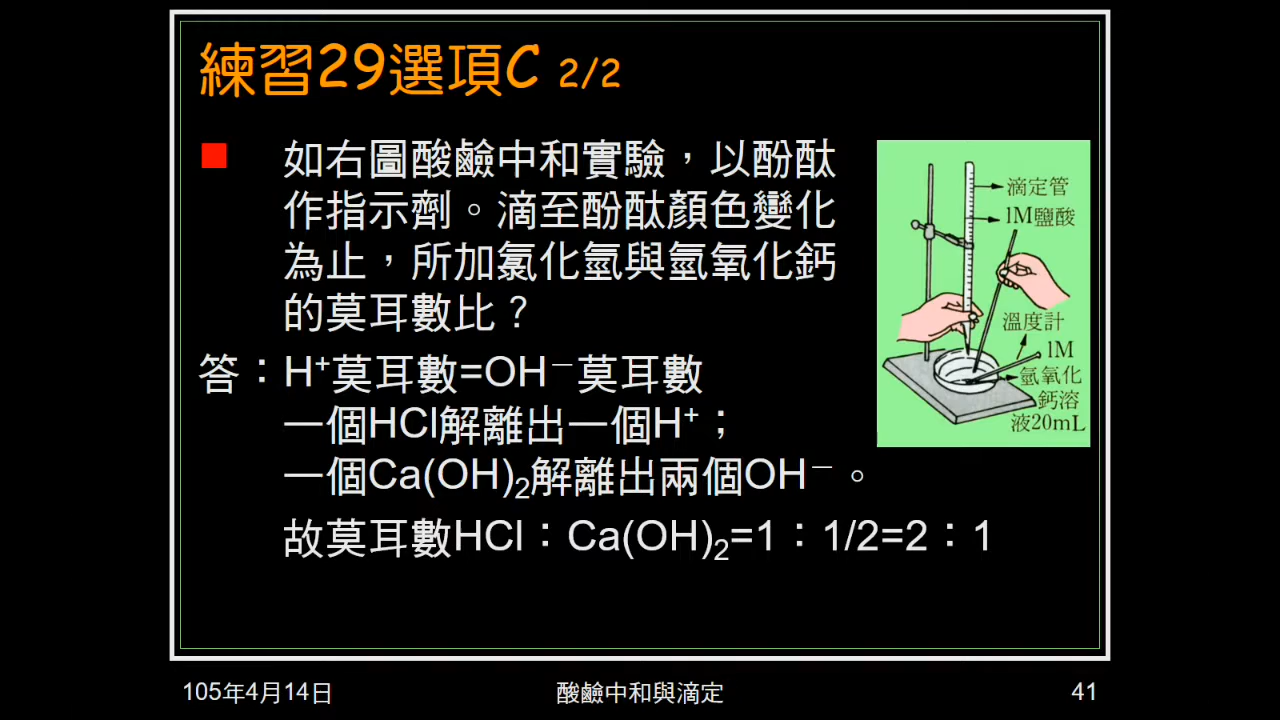 練習29選項C 2/2
如右圖酸鹼中和實驗，以酚酞
作指示劑。滴至酚酞顏色變化
為止，所加氯化氫與氫氧化鈣
的莫耳數比？
答：H⁺莫耳數=OH⁻莫耳數
一個HCl解離出一個H⁺；
一個Ca(OH)₂解離出兩個OH⁻。
故莫耳數HCl：Ca(OH)₂=1：1/2=2：1
滴定管
1M鹽酸
溫度計
1M
氫氧化
鈣溶
液20mL
105年4月14日
酸鹼中和與滴定
41